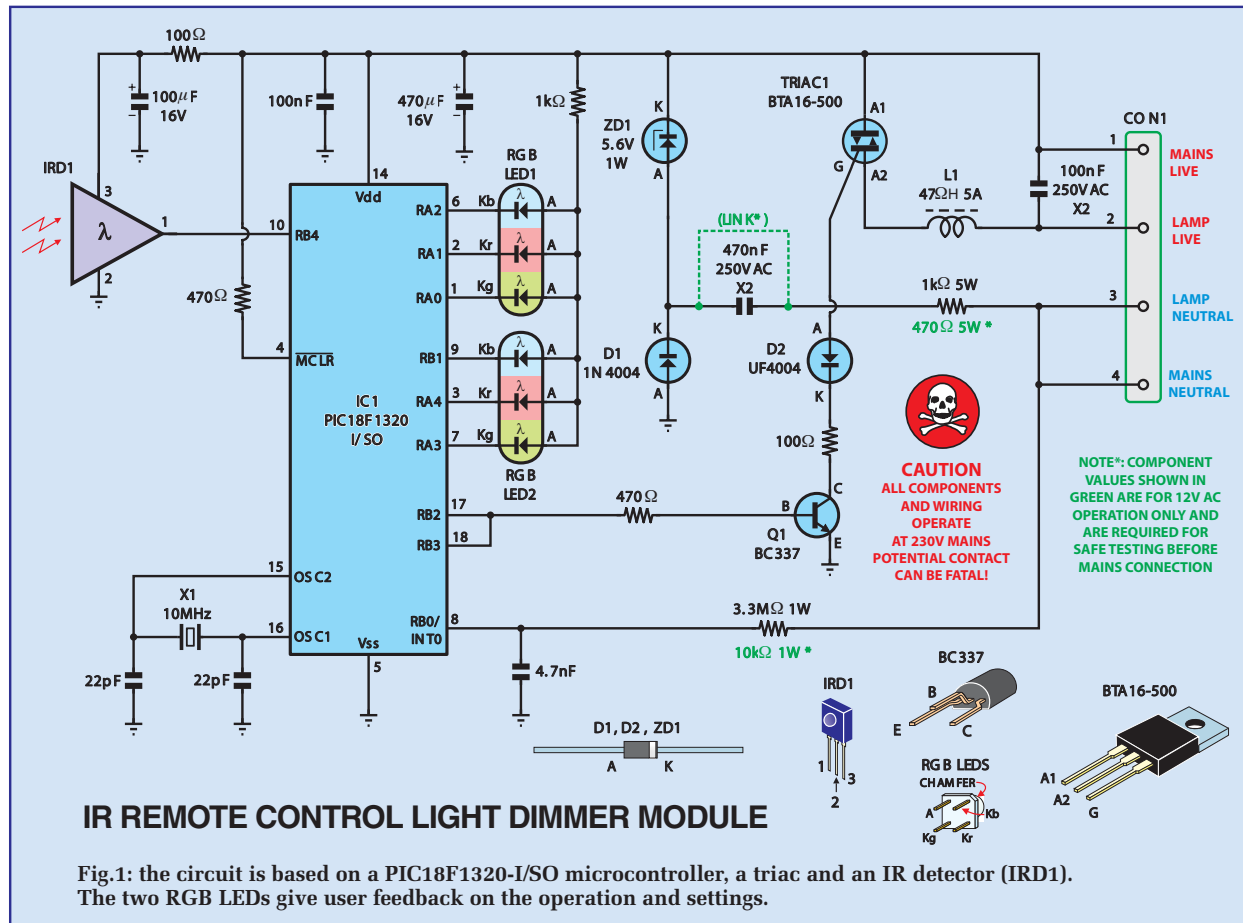 100Ω
100μF
16V
100nF
470μF
16V
1kΩ
TRIAC1
BTA16-500
A1
G
A2
K
ZD1
5.6V
1W
A
CON1
1
MAINS
LIVE
100nF
250VAC
X2
2
LAMP
LIVE
L1
47ΩH 5A
IRD1
3
λ
1
2
RGB
LED1
14
Vdd
10
RB4
RA2
6
Kb
λ
A
RA1
2
Kr
λ
A
RA0
1
Kg
λ
A
(LINK*)
470nF
250VAC
X2
1kΩ 5W
470Ω 5W *
3
LAMP
NEUTRAL
470Ω
4
MCLR
RB1
9
Kb
λ
A
RA4
3
Kr
λ
A
RA3
7
Kg
λ
A
RGB
LED2
IC1
PIC18F1320
I/SO
K
D1
1N4004
A
A
D2
UF4004
K
4
MAINS
NEUTRAL
100Ω
CAUTION
ALL COMPONENTS
AND WIRING
OPERATE
AT 230V MAINS
POTENTIAL CONTACT
CAN BE FATAL!
NOTE*: COMPONENT
VALUES SHOWN IN
GREEN ARE FOR 12V AC
OPERATION ONLY AND
ARE REQUIRED FOR
SAFE TESTING BEFORE
MAINS CONNECTION
RB2
17
RB3
18
470Ω
B
C
E
Q1
BC337
15
OSC2
X1
10MHz
16
OSC1
Vss
5
RB0/
INT0
8
3.3MΩ 1W
10kΩ 1W *
22pF
22pF
4.7nF
D1, D2, ZD1
A
K
IRD1
1
2
3
BC337
B
E
C
RGB LEDS
CHAMFER
A
Kb
Kg
Kr
BTA16-500
A1
A2
G
IR REMOTE CONTROL LIGHT DIMMER MODULE
Fig.1: the circuit is based on a PIC18F1320-I/SO microcontroller, a triac and an IR detector (IRD1).
The two RGB LEDs give user feedback on the operation and settings.